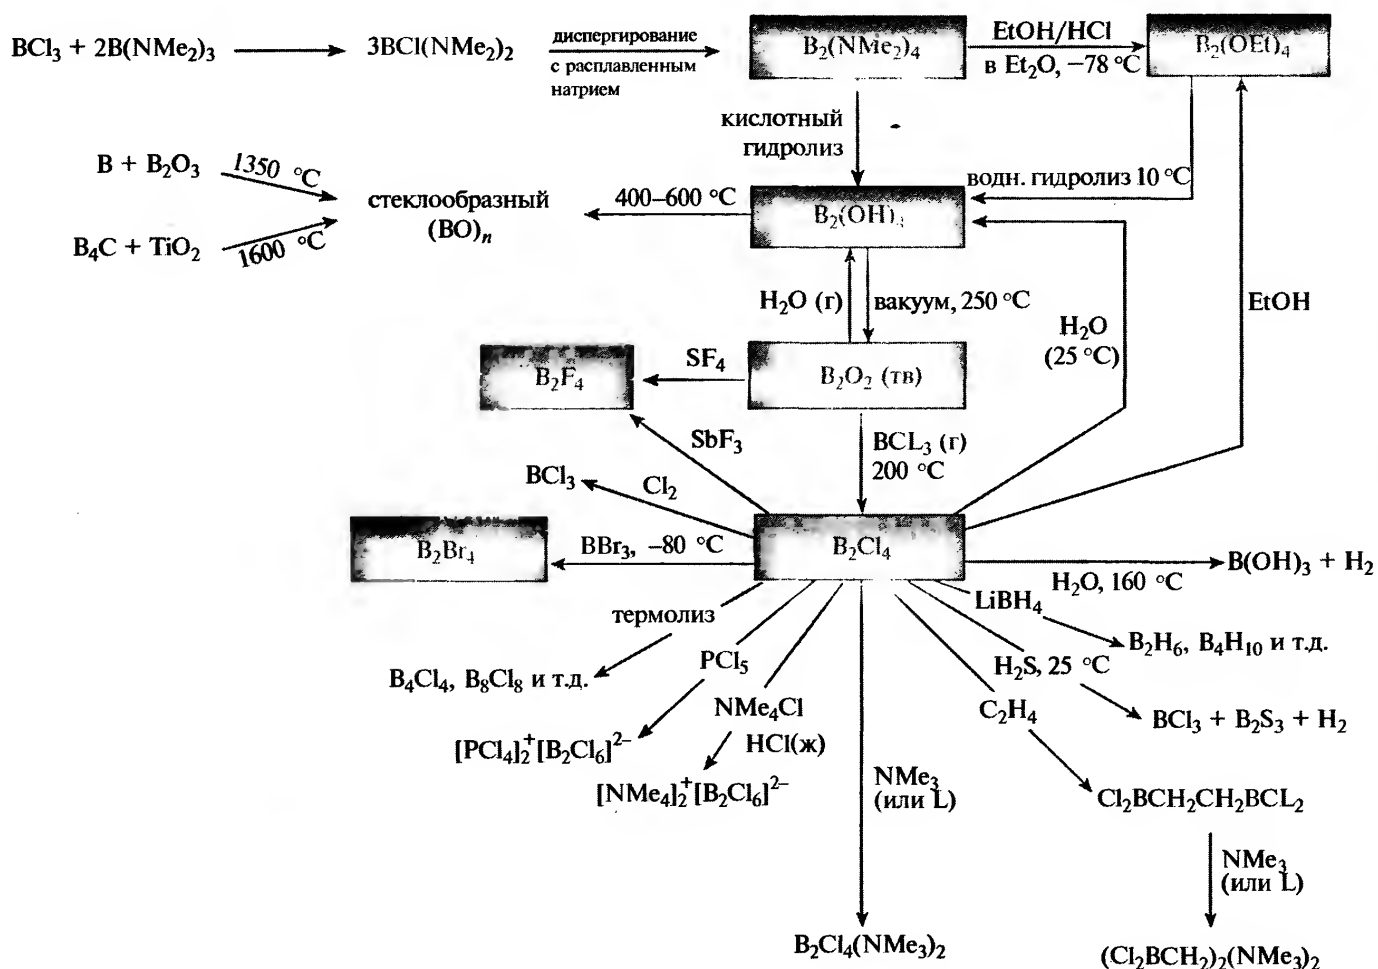 BCl₃ + 2B(NMe₂)₃
3BCl(NMe₂)₂
диспергирование
с расплавленным
натрием
B₂(NMe₂)₄
EtOH/HCl
в Et₂O, –78 °C
B₂(OEt)₄
кислотный
гидролиз
B + B₂O₃
1350 °C
B₄C + TiO₂
1600 °C
стеклообразный
(BO)ₙ
400–600 °C
B₂(OH)₄
водн. гидролиз 10 °C
H₂O (г)
вакуум, 250 °C
H₂O
(25 °C)
EtOH
B₂F₄
SF₄
B₂O₂ (тв)
SbF₃
BCL₃ (г)
200 °C
BCl₃
Cl₂
B₂Br₄
BBr₃, –80 °C
B₂Cl₄
H₂O, 160 °C
B(OH)₃ + H₂
термолиз
B₄Cl₄, B₈Cl₈ и т.д.
PCl₅
[PCl₄]₂⁺[B₂Cl₆]²⁻
NMe₄Cl
HCl(ж)
[NMe₄]₂⁺[B₂Cl₆]²⁻
LiBH₄
B₂H₆, B₄H₁₀ и т.д.
H₂S, 25 °C
BCl₃ + B₂S₃ + H₂
C₂H₄
Cl₂BCH₂CH₂BCL₂
NMe₃
(или L)
B₂Cl₄(NMe₃)₂
NMe₃
(или L)
(Cl₂BCH₂)₂(NMe₃)₂